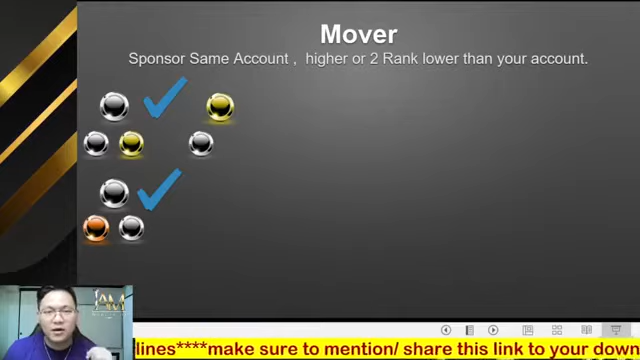 Mover
Sponsor Same Account , higher or 2 Rank lower than your account.
AM
lines****make sure to mention/ share this link to your down